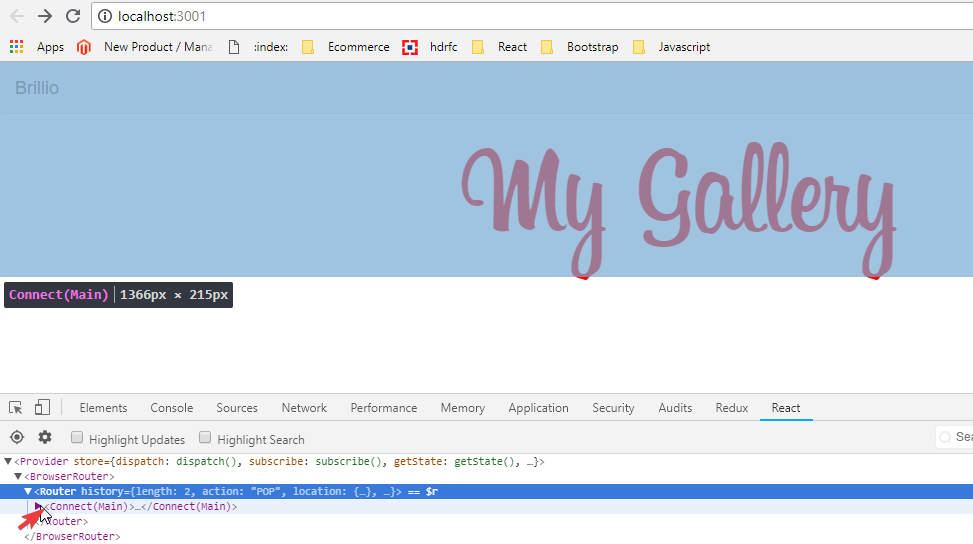 localhost:3001
Apps New Product / Mana :index: Ecommerce hdrfc React Bootstrap Javascript
Brillio
My Gallery
Connect(Main) 1366px × 215px
Elements Console Sources Network Performance Memory Application Security Audits Redux React
Highlight Updates Highlight Search Sea
<Provider store={dispatch: dispatch(), subscribe: subscribe(), getState: getState(), …}>
<BrowserRouter>
<Router history={length: 2, action: "POP", location: {…}, …}> == $r
<Connect(Main)>…</Connect(Main)>
Router>
</BrowserRouter>